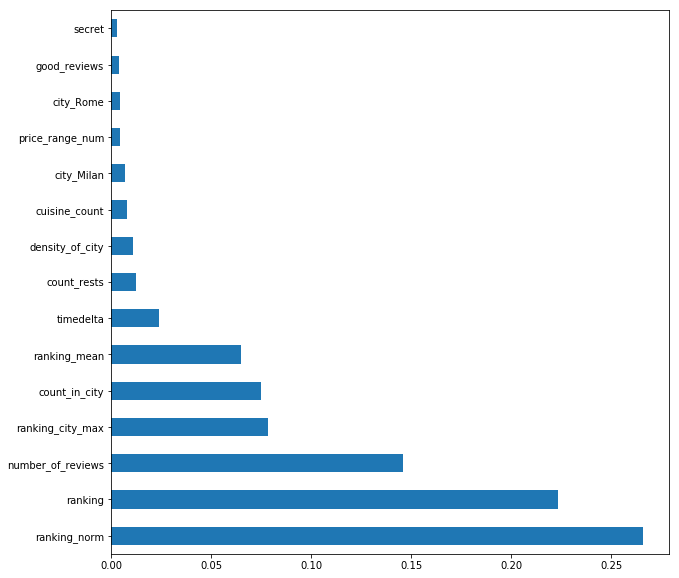 secret
good_reviews
city_Rome
price_range_num
city_Milan
cuisine_count
density_of_city
count_rests
timedelta
ranking_mean
count_in_city
ranking_city_max
number_of_reviews
ranking
ranking_norm
0.00 0.05 0.10 0.15 0.20 0.25